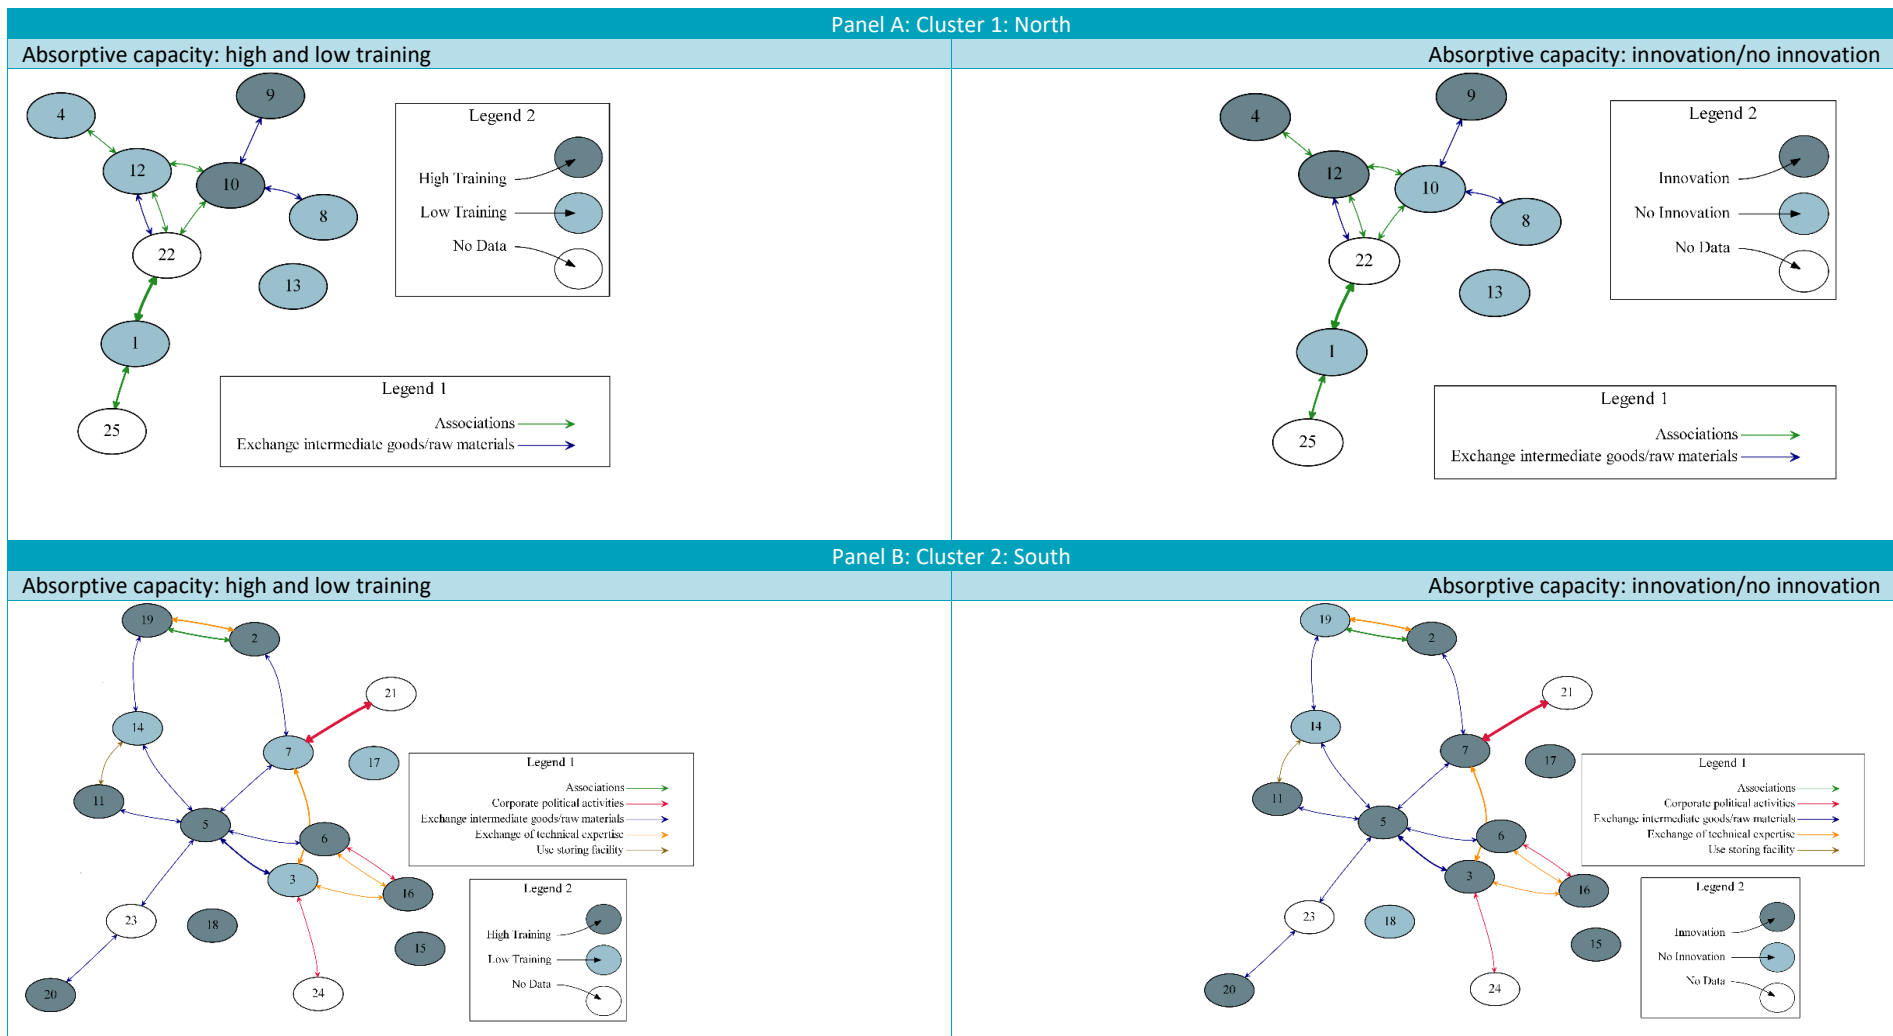 Panel A: Cluster 1: North
Absorptive capacity: high and low training
Absorptive capacity: innovation/no innovation
9
4
12
10
8
22
13
1
25
Legend 2
High Training
Low Training
No Data
Legend 1
Associations
Exchange intermediate goods/raw materials
9
4
12
10
8
22
13
1
25
Legend 2
Innovation
No Innovation
No Data
Legend 1
Associations
Exchange intermediate goods/raw materials
Panel B: Cluster 2: South
Absorptive capacity: high and low training
Absorptive capacity: innovation/no innovation
19
2
21
14
7
17
11
5
6
3
16
23
18
15
20
24
Legend 1
Associations
Corporate political activities
Exchange intermediate goods/raw materials
Exchange of technical expertise
Use storing facility
Legend 2
High Training
Low Training
No Data
19
2
21
14
7
17
11
5
6
3
16
23
18
15
20
24
Legend 1
Associations
Corporate political activities
Exchange intermediate goods/raw materials
Exchange of technical expertise
Use storing facility
Legend 2
Innovation
No Innovation
No Data